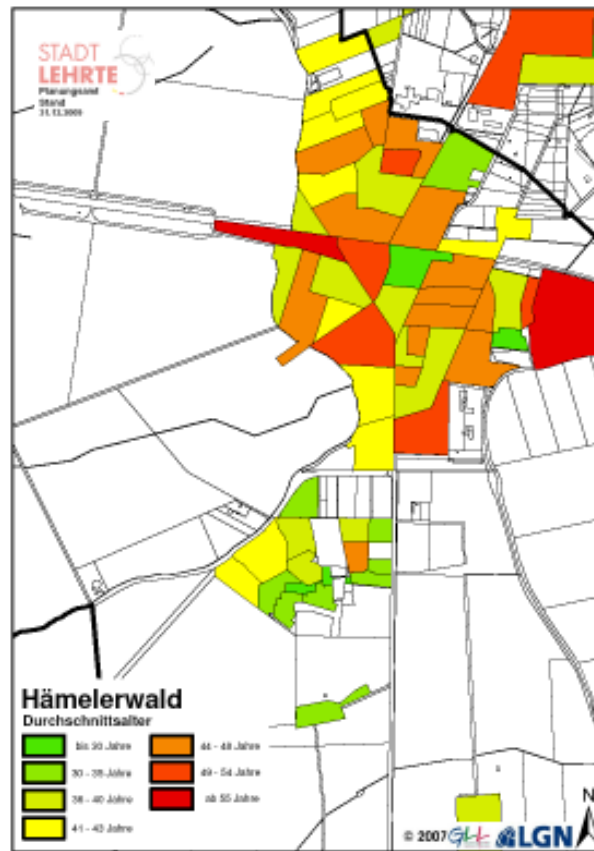 STADT
LEHRTE
Planungsamt
Stand
Hämelerwald
Durchschnittsalter
bis 30 Jahre
30 - 35 Jahre
36 - 40 Jahre
41 - 43 Jahre
44 - 48 Jahre
49 - 54 Jahre
ab 55 Jahre
N
© 2007 GLL LGN